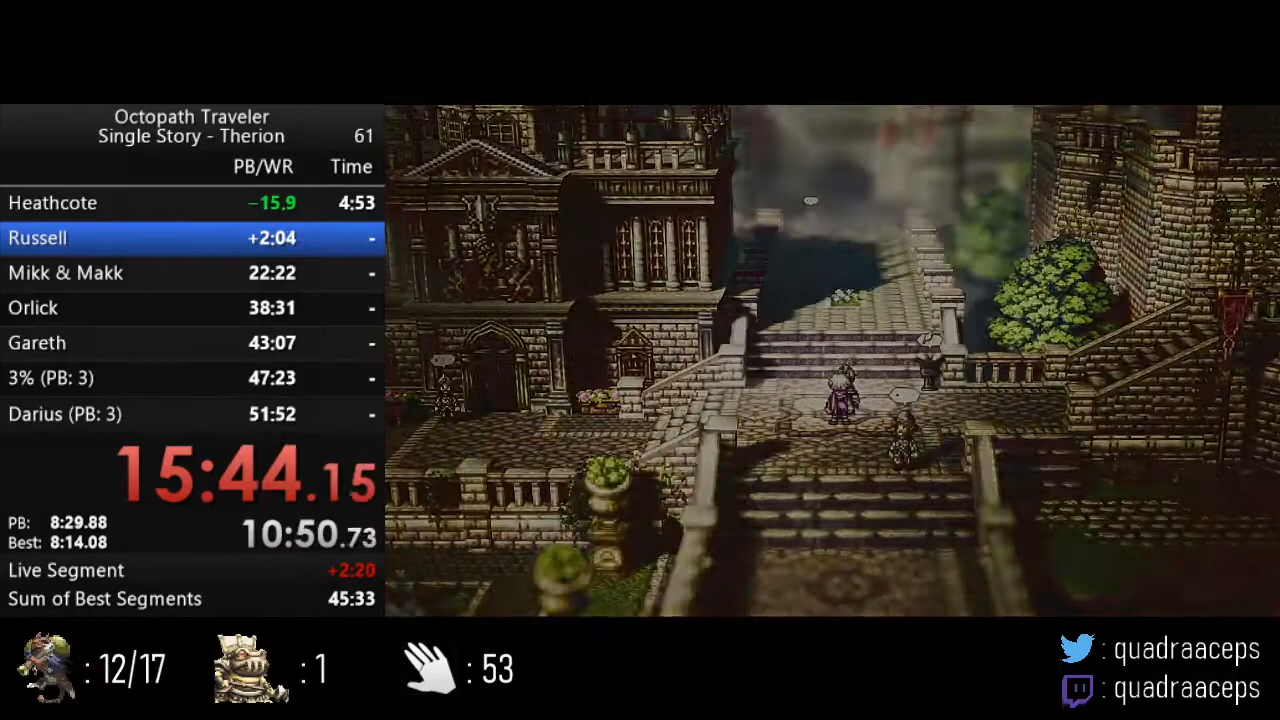 Octopath Traveler
Single Story - Therion 61
PB/WR Time
Heathcote −15.9 4:53
Russell +2:04 -
Mikk & Makk 22:22 -
Orlick 38:31 -
Gareth 43:07 -
3% (PB: 3) 47:23 -
Darius (PB: 3) 51:52 -
15:44.15
PB: 8:29.88
Best: 8:14.08
10:50.73
Live Segment +2:20
Sum of Best Segments 45:33
: 12/17 : 1 : 53
: quadraaceps
: quadraaceps